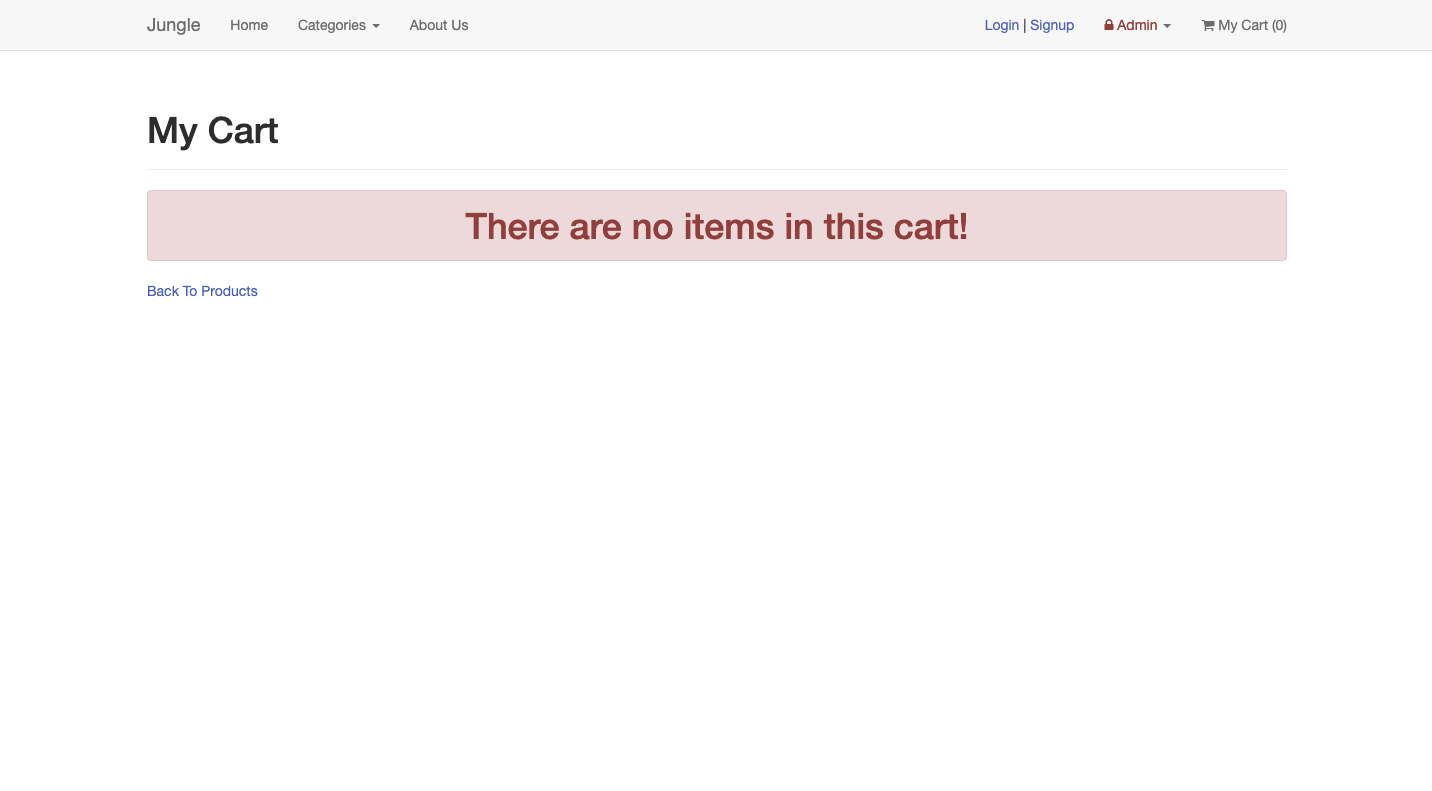 Jungle Home Categories About Us Login | Signup Admin My Cart (0)
My Cart
There are no items in this cart!
Back To Products